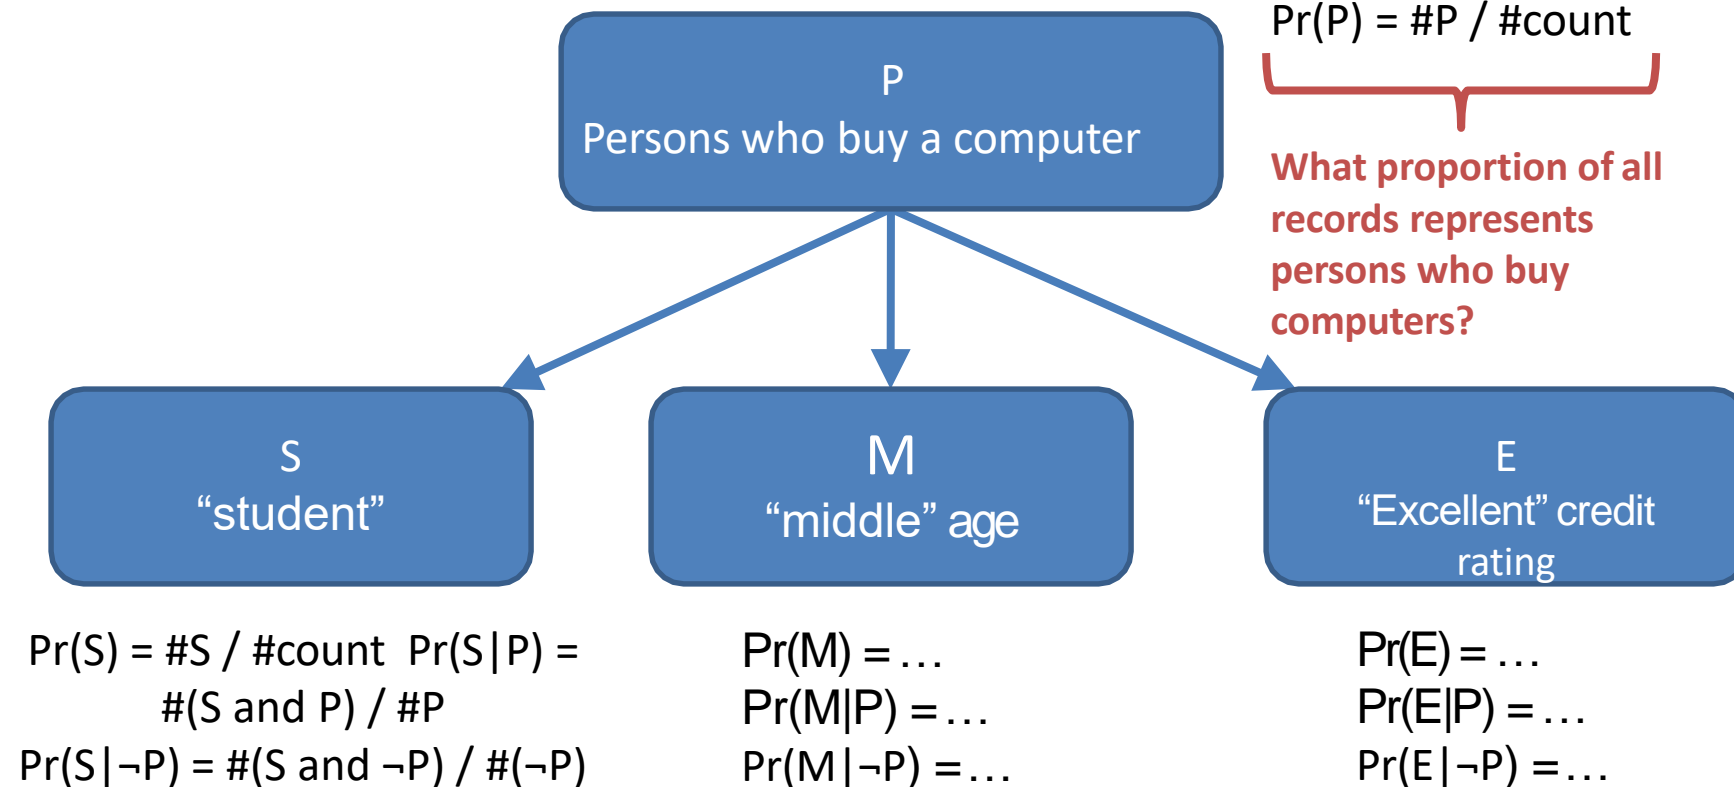 Pr(P) = #P / #count
P
Persons who buy a computer
What proportion of all
records represents
persons who buy
computers?
S
“student”
M
“middle” age
E
“Excellent” credit
rating
Pr(S) = #S / #count Pr(S|P) =
#(S and P) / #P
Pr(S|¬P) = #(S and ¬P) / #(¬P)
Pr(M) = …
Pr(M|P) = …
Pr(M|¬P) = …
Pr(E) = …
Pr(E|P) = …
Pr(E|¬P) = …